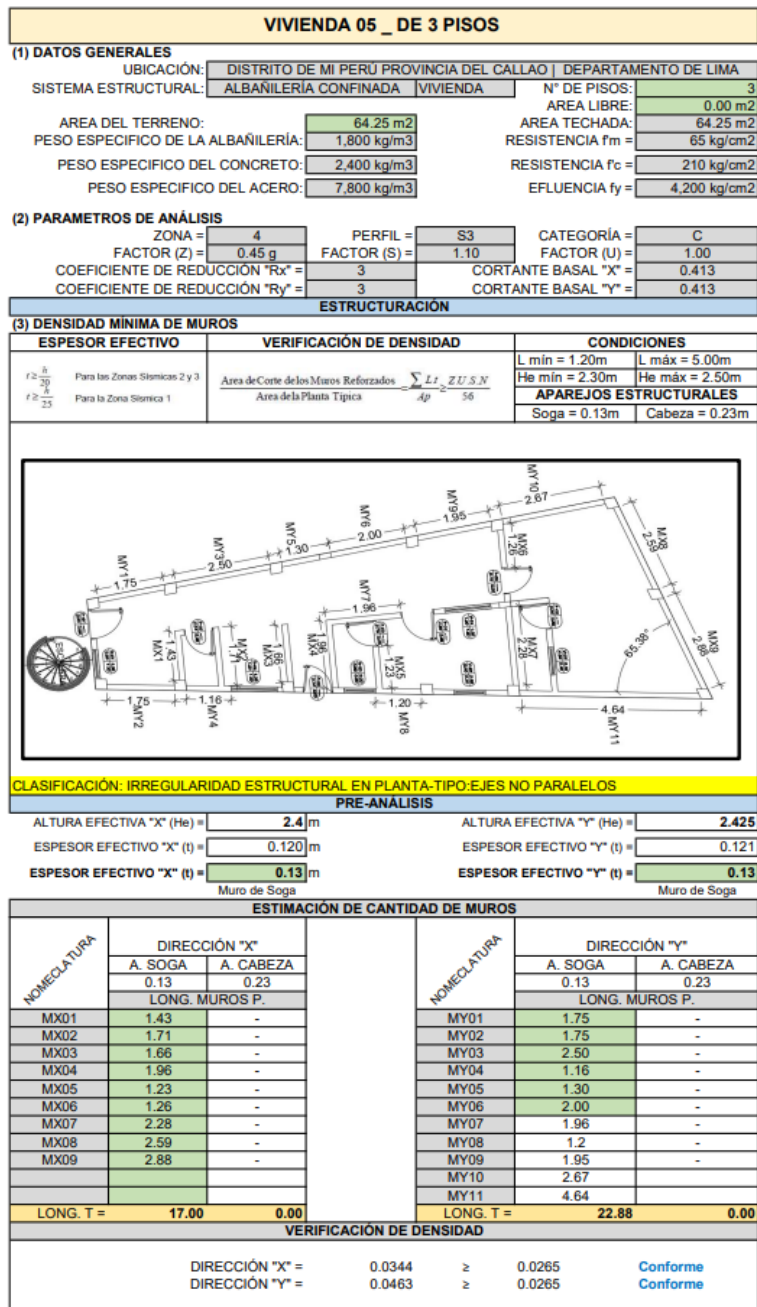 VIVIENDA 05 _ DE 3 PISOS
(1) DATOS GENERALES
UBICACIÓN: DISTRITO DE MI PERÚ PROVINCIA DEL CALLAO | DEPARTAMENTO DE LIMA
SISTEMA ESTRUCTURAL: ALBAÑILERÍA CONFINADA VIVIENDA N° DE PISOS: 3
AREA LIBRE: 0.00 m2
AREA DEL TERRENO: 64.25 m2 AREA TECHADA: 64.25 m2
PESO ESPECIFICO DE LA ALBAÑILERÍA: 1,800 kg/m3 RESISTENCIA f'm = 65 kg/cm2
PESO ESPECIFICO DEL CONCRETO: 2,400 kg/m3 RESISTENCIA f'c = 210 kg/cm2
PESO ESPECIFICO DEL ACERO: 7,800 kg/m3 EFLUENCIA fy = 4,200 kg/cm2
(2) PARAMETROS DE ANÁLISIS
ZONA = 4 PERFIL = S3 CATEGORÍA = C
FACTOR (Z) = 0.45 g FACTOR (S) = 1.10 FACTOR (U) = 1.00
COEFICIENTE DE REDUCCIÓN "Rx" = 3 CORTANTE BASAL "X" = 0.413
COEFICIENTE DE REDUCCIÓN "Ry" = 3 CORTANTE BASAL "Y" = 0.413
ESTRUCTURACIÓN
(3) DENSIDAD MÍNIMA DE MUROS
ESPESOR EFECTIVO VERIFICACIÓN DE DENSIDAD CONDICIONES
t ≥ h/20 Para las Zonas Sísmicas 2 y 3
t ≥ h/25 Para la Zona Sísmica 1
Area de Corte de los Muros Reforzados / Area de la Planta Tipica = ∑ L.t / Ap ≥ Z.U.S.N / 56
L mín = 1.20m L máx = 5.00m
He mín = 2.30m He máx = 2.50m
APAREJOS ESTRUCTURALES
Soga = 0.13m Cabeza = 0.23m
MY1 1.75
MY3 2.50
MY5 1.30
MY6 2.00
MY9 1.95
MY10 2.67
MX8 2.59
MX9 2.88
MX6 1.26
MY7 1.96
MX1 1.43
MX2 1.71
MX3 1.66
MX4 1.96
MX5 1.23
MX7 2.28
65.38°
MY2 1.75
MY4 1.16
MY8 1.20
MY11 4.64
CLASIFICACIÓN: IRREGULARIDAD ESTRUCTURAL EN PLANTA-TIPO:EJES NO PARALELOS
PRE-ANÁLISIS
ALTURA EFECTIVA "X" (He) = 2.4 m ALTURA EFECTIVA "Y" (He) = 2.425
ESPESOR EFECTIVO "X" (t) = 0.120 m ESPESOR EFECTIVO "Y" (t) = 0.121
ESPESOR EFECTIVO "X" (t) = 0.13 m ESPESOR EFECTIVO "Y" (t) = 0.13
Muro de Soga Muro de Soga
ESTIMACIÓN DE CANTIDAD DE MUROS
NOMECLATURA DIRECCIÓN "X" NOMECLATURA DIRECCIÓN "Y"
A. SOGA A. CABEZA A. SOGA A. CABEZA
0.13 0.23 0.13 0.23
LONG. MUROS P. LONG. MUROS P.
MX01 1.43 - MY01 1.75 -
MX02 1.71 - MY02 1.75 -
MX03 1.66 - MY03 2.50 -
MX04 1.96 - MY04 1.16 -
MX05 1.23 - MY05 1.30 -
MX06 1.26 - MY06 2.00 -
MX07 2.28 - MY07 1.96 -
MX08 2.59 - MY08 1.2 -
MX09 2.88 - MY09 1.95 -
MY10 2.67
MY11 4.64
LONG. T = 17.00 0.00 LONG. T = 22.88 0.00
VERIFICACIÓN DE DENSIDAD
DIRECCIÓN "X" = 0.0344 ≥ 0.0265 Conforme
DIRECCIÓN "Y" = 0.0463 ≥ 0.0265 Conforme